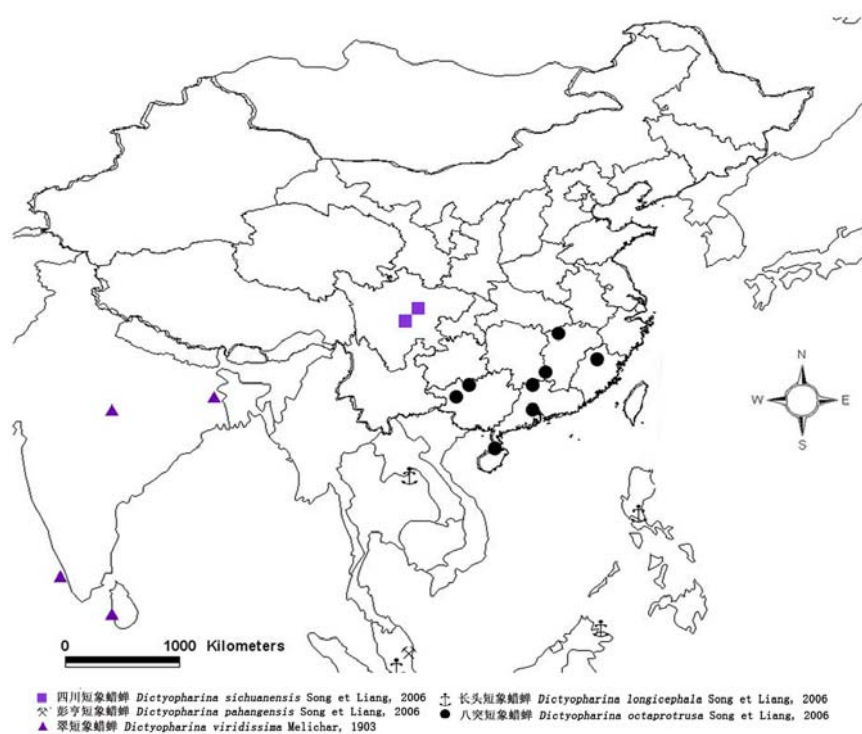 N
W E
S
0 1000 Kilometers
四川短象蜡蝉 Dictyopharina sichuanensis Song et Liang, 2006
彭亨短象蜡蝉 Dictyopharina pahangensis Song et Liang, 2006
翠短象蜡蝉 Dictyopharina viridissima Melichar, 1903
长头短象蜡蝉 Dictyopharina longicephala Song et Liang, 2006
八突短象蜡蝉 Dictyopharina octaprotrusa Song et Liang, 2006